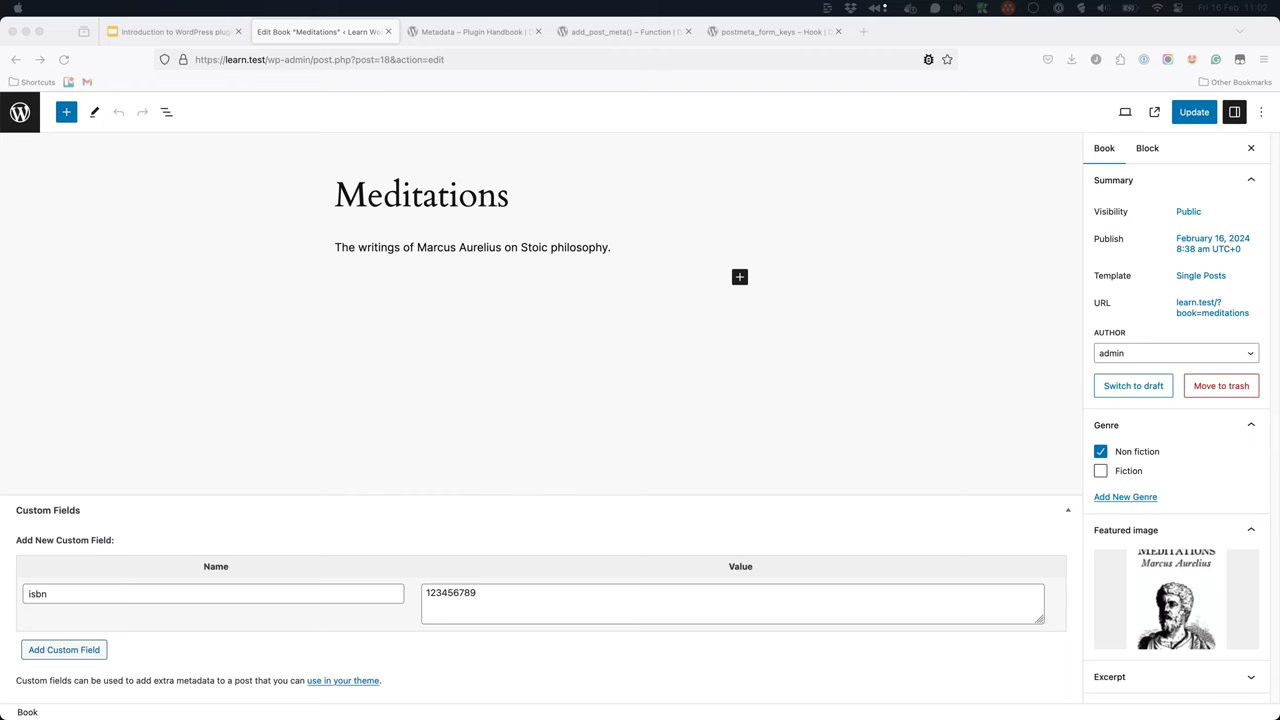 Fri 16 Feb 11:02
Introduction to WordPress plug
Edit Book "Meditations" ‹ Learn Wo
Metadata – Plugin Handbook | D
add_post_meta() – Function | D
postmeta_form_keys – Hook | D
https://learn.test/wp-admin/post.php?post=18&action=edit
Shortcuts
Other Bookmarks
Update
Book
Block
Meditations
The writings of Marcus Aurelius on Stoic philosophy.
Summary
Visibility
Public
Publish
February 16, 2024
8:38 am UTC+0
Template
Single Posts
URL
learn.test/?
book=meditations
AUTHOR
admin
Switch to draft
Move to trash
Genre
Non fiction
Fiction
Add New Genre
Featured image
MEDITATIONS
Marcus Aurelius
Excerpt
Custom Fields
Add New Custom Field:
Name
Value
isbn
123456789
Add Custom Field
Custom fields can be used to add extra metadata to a post that you can use in your theme.
Book